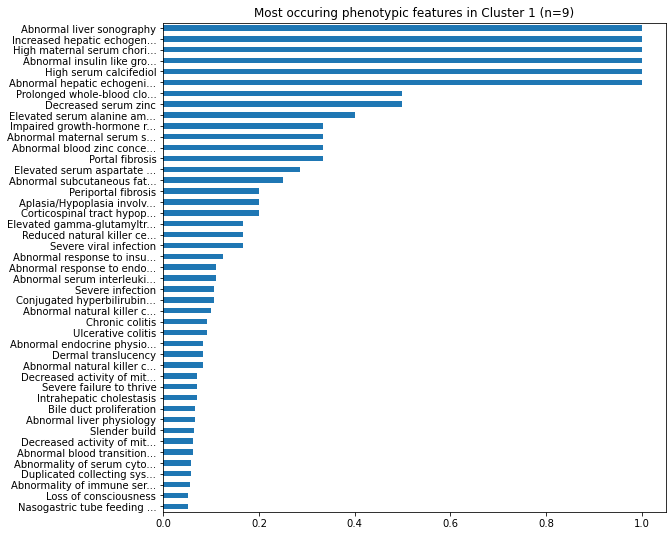 Most occuring phenotypic features in Cluster 1 (n=9)
Abnormal liver sonography
Increased hepatic echogen...
High maternal serum chori...
Abnormal insulin like gro...
High serum calcifediol
Abnormal hepatic echogeni...
Prolonged whole-blood clo...
Decreased serum zinc
Elevated serum alanine am...
Impaired growth-hormone r...
Abnormal maternal serum s...
Abnormal blood zinc conce...
Portal fibrosis
Elevated serum aspartate ...
Abnormal subcutaneous fat...
Periportal fibrosis
Aplasia/Hypoplasia involv...
Corticospinal tract hypop...
Elevated gamma-glutamyltr...
Reduced natural killer ce...
Severe viral infection
Abnormal response to insu...
Abnormal response to endo...
Abnormal serum interleuki...
Severe infection
Conjugated hyperbilirubin...
Abnormal natural killer c...
Chronic colitis
Ulcerative colitis
Abnormal endocrine physio...
Dermal translucency
Abnormal natural killer c...
Decreased activity of mit...
Severe failure to thrive
Intrahepatic cholestasis
Bile duct proliferation
Abnormal liver physiology
Slender build
Decreased activity of mit...
Abnormal blood transition...
Abnormality of serum cyto...
Duplicated collecting sys...
Abnormality of immune ser...
Loss of consciousness
Nasogastric tube feeding ...
0.0 0.2 0.4 0.6 0.8 1.0